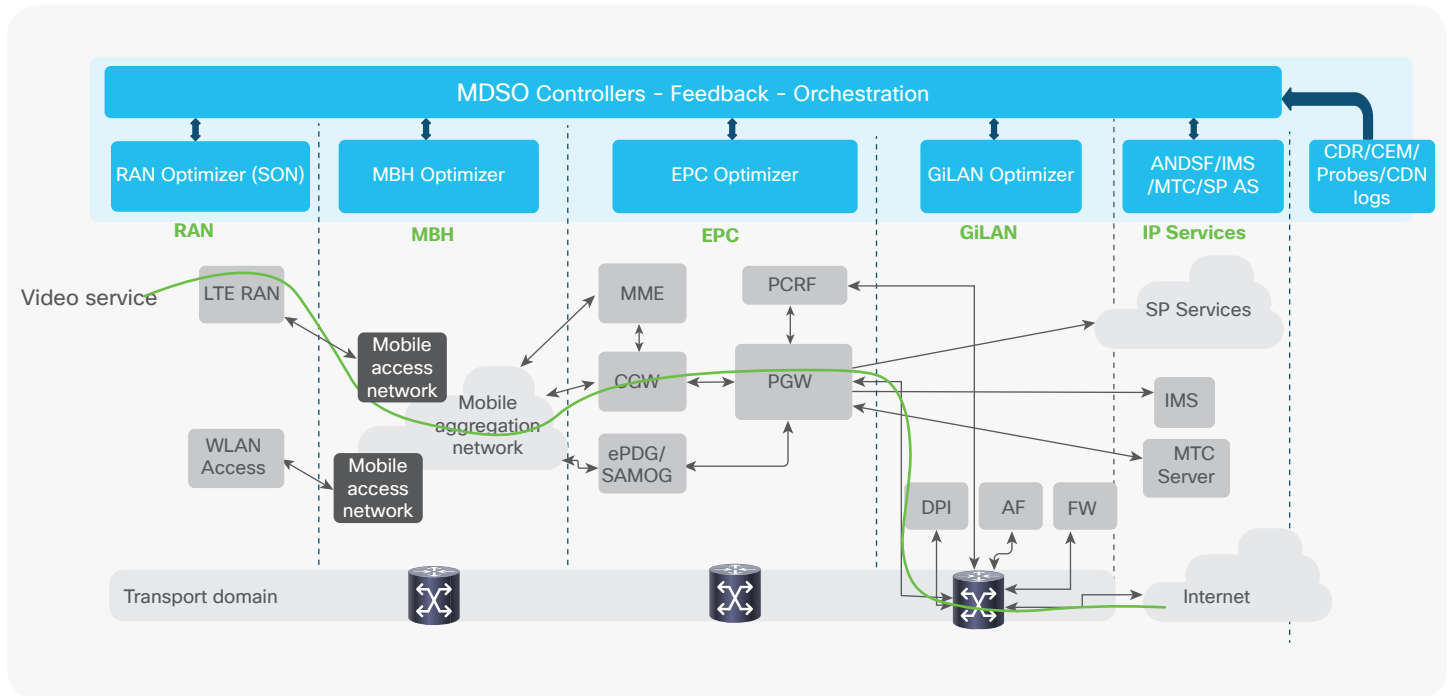 MDSO Controllers - Feedback - Orchestration
RAN Optimizer (SON)
MBH Optimizer
EPC Optimizer
GiLAN Optimizer
ANDSF/IMS
/MTC/SP AS
CDR/CEM/
Probes/CDN
logs
RAN
MBH
EPC
GiLAN
IP Services
Video service
LTE RAN
Mobile
access
network
WLAN
Access
Mobile
access
network
Mobile
aggregation
network
MME
CGW
ePDG/
SAMOG
PCRF
PGW
DPI
AF
FW
SP Services
IMS
MTC
Server
Transport domain
Internet